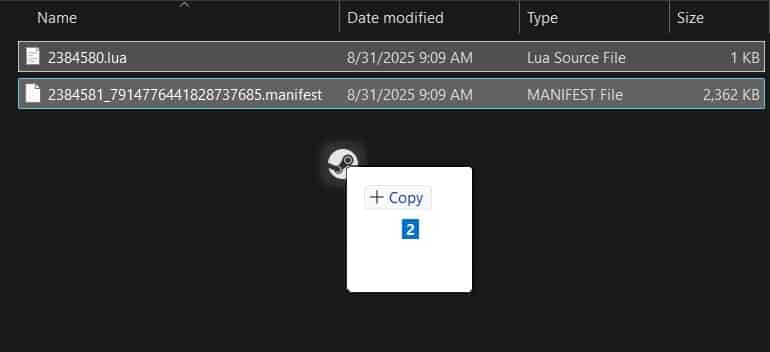 Name Date modified Type Size
2384580.lua 8/31/2025 9:09 AM Lua Source File 1 KB
2384581_7914776441828737685.manifest 8/31/2025 9:09 AM MANIFEST File 2,362 KB
+ Copy
2